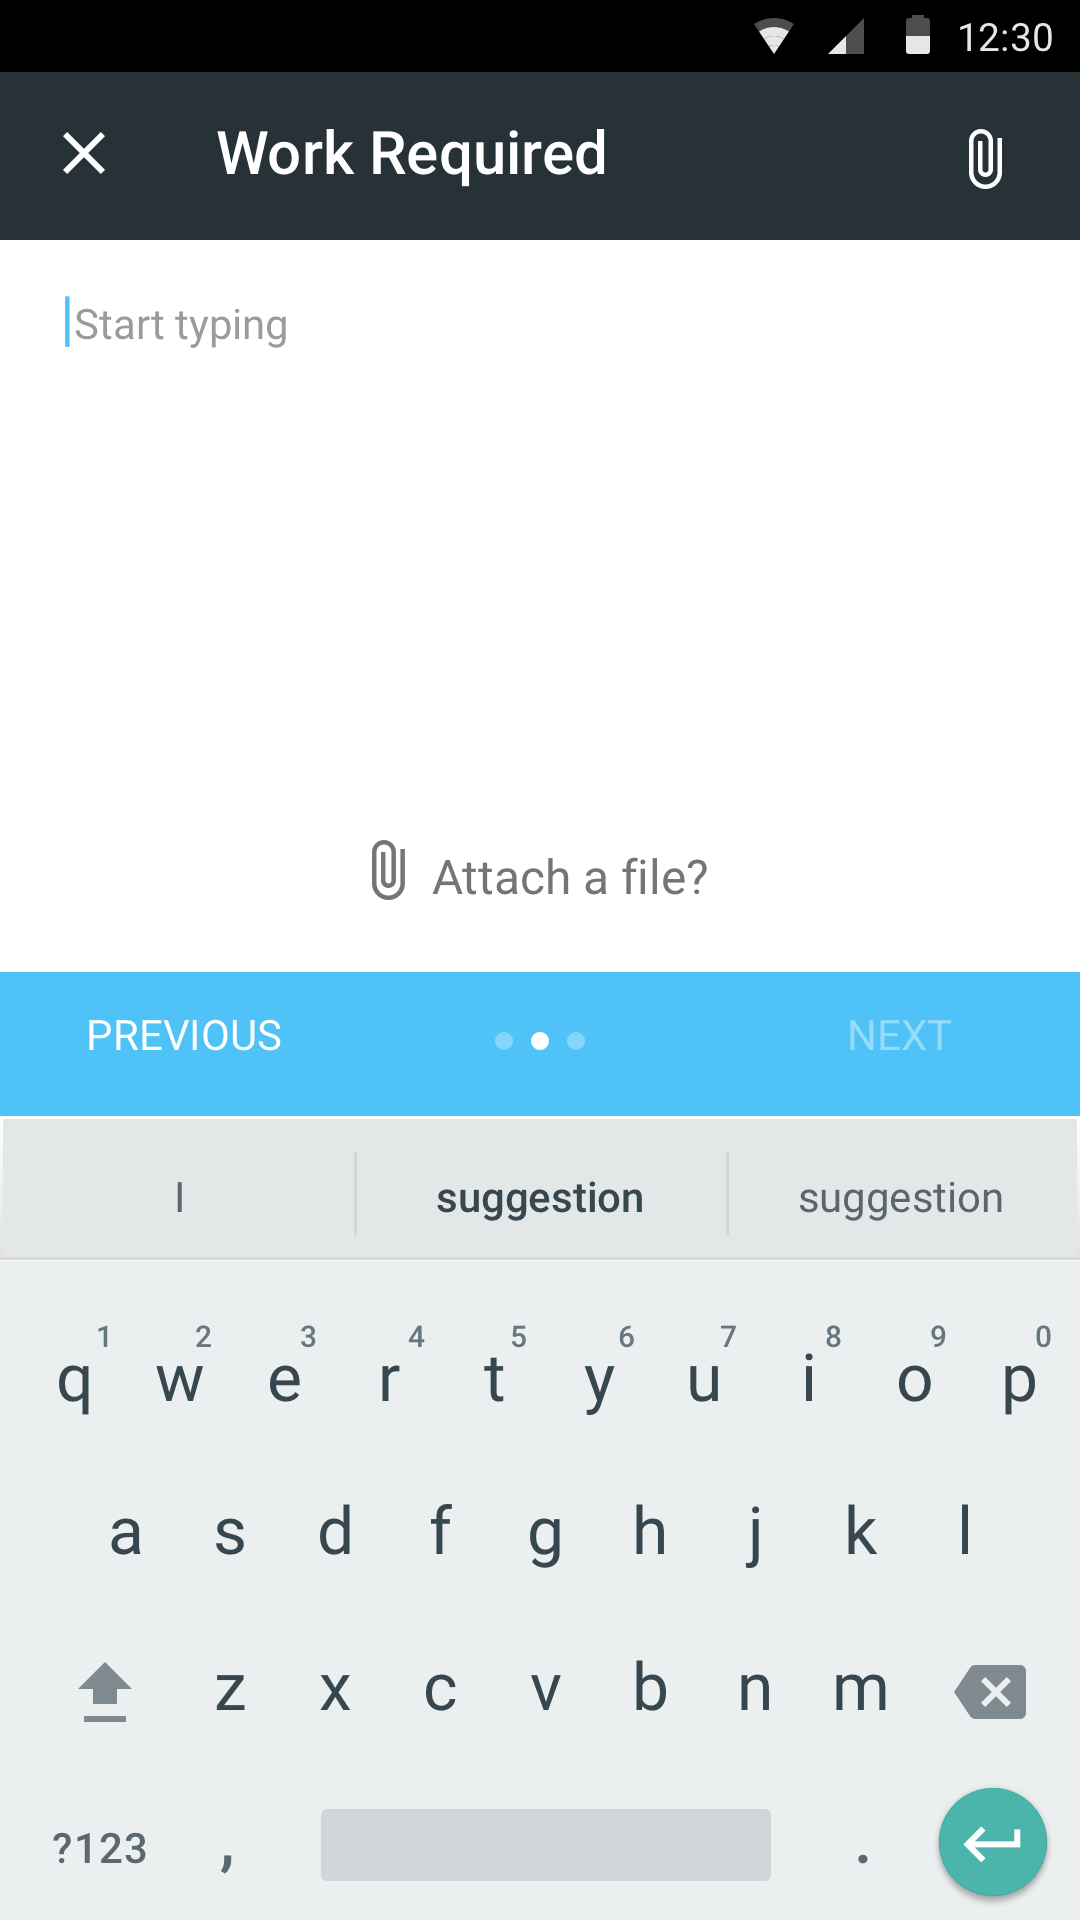 12:30
Work Required
Start typing
Attach a file?
PREVIOUS NEXT
I suggestion suggestion
1 2 3 4 5 6 7 8 9 0
q w e r t y u i o p
a s d f g h j k l
z x c v b n m
?123 , .